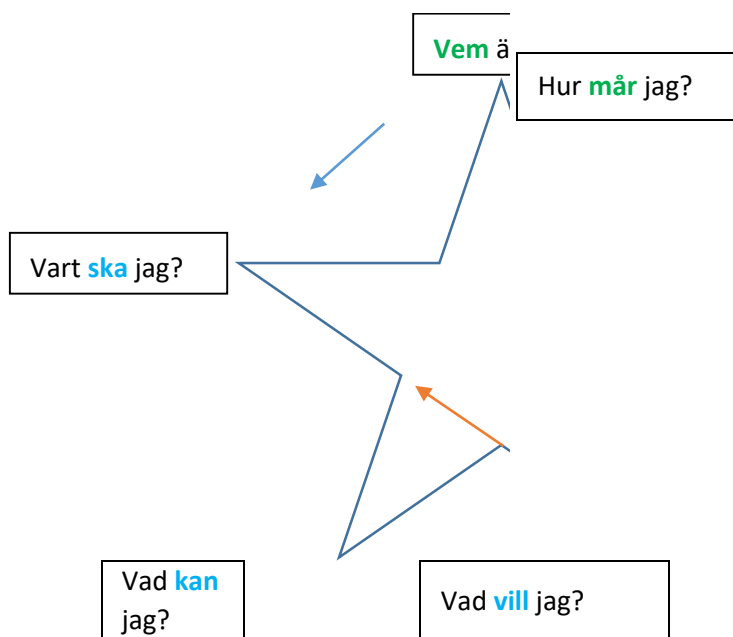 Vem ä
Hur mår jag?
Vart ska jag?
Vad kan
jag?
Vad vill jag?